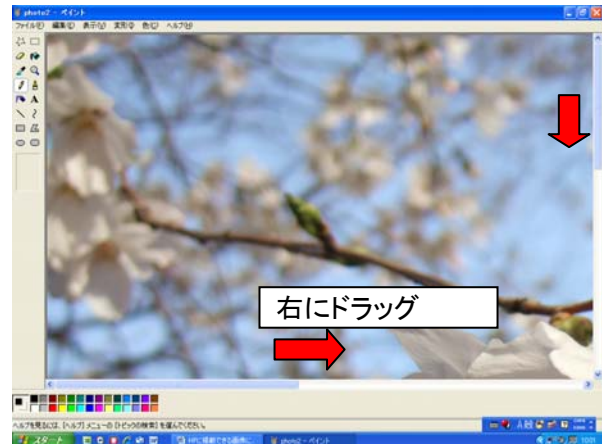 photo2 - ペイント
ファイル(F) 編集(E) 表示(V) 変形(I) 色(C) ヘルプ(H)
A
右にドラッグ
ヘルプを見るには、[ヘルプ] メニューの [トピックの検索] を選んでください。
スタート
photo2 - ペイント
10:01